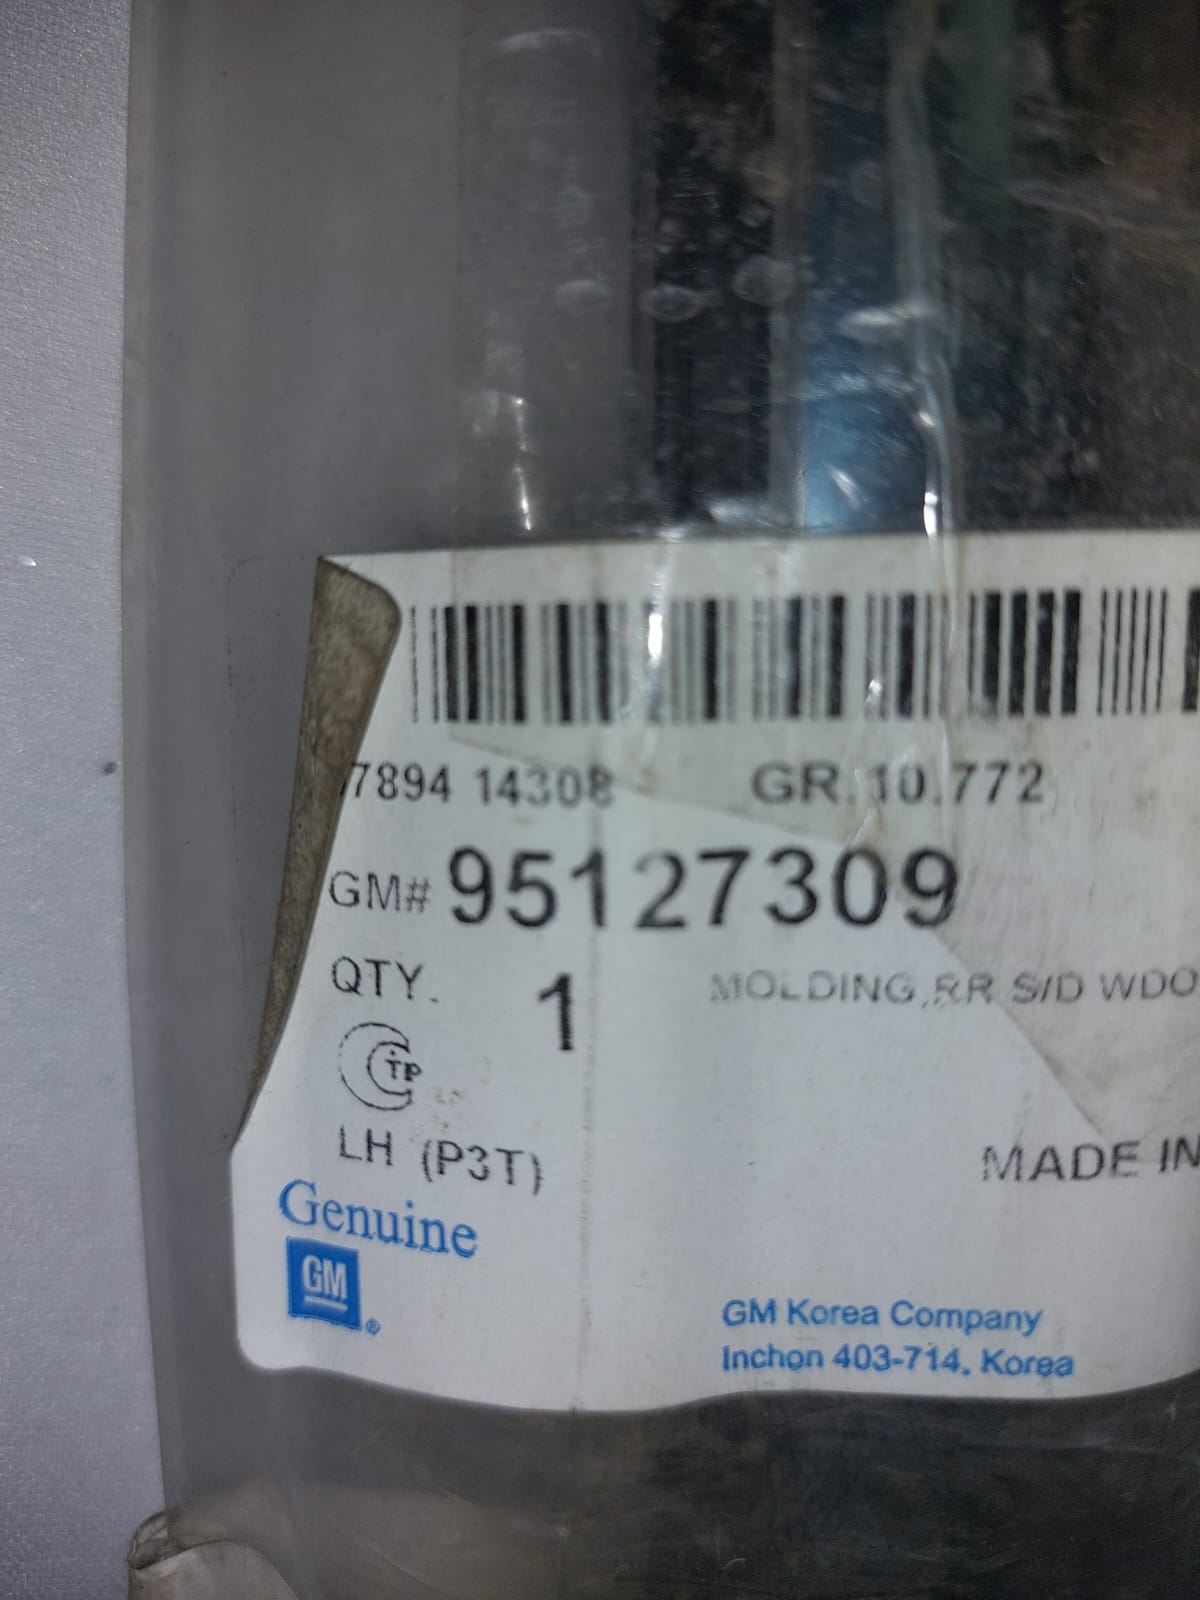 7894 14308 GR.10.772
GM# 95127309
QTY. 1 MOLDING,RR S/D WDO
TP
LH (P3T) MADE IN
Genuine
GM ®
GM Korea Company
Inchon 403-714, Korea